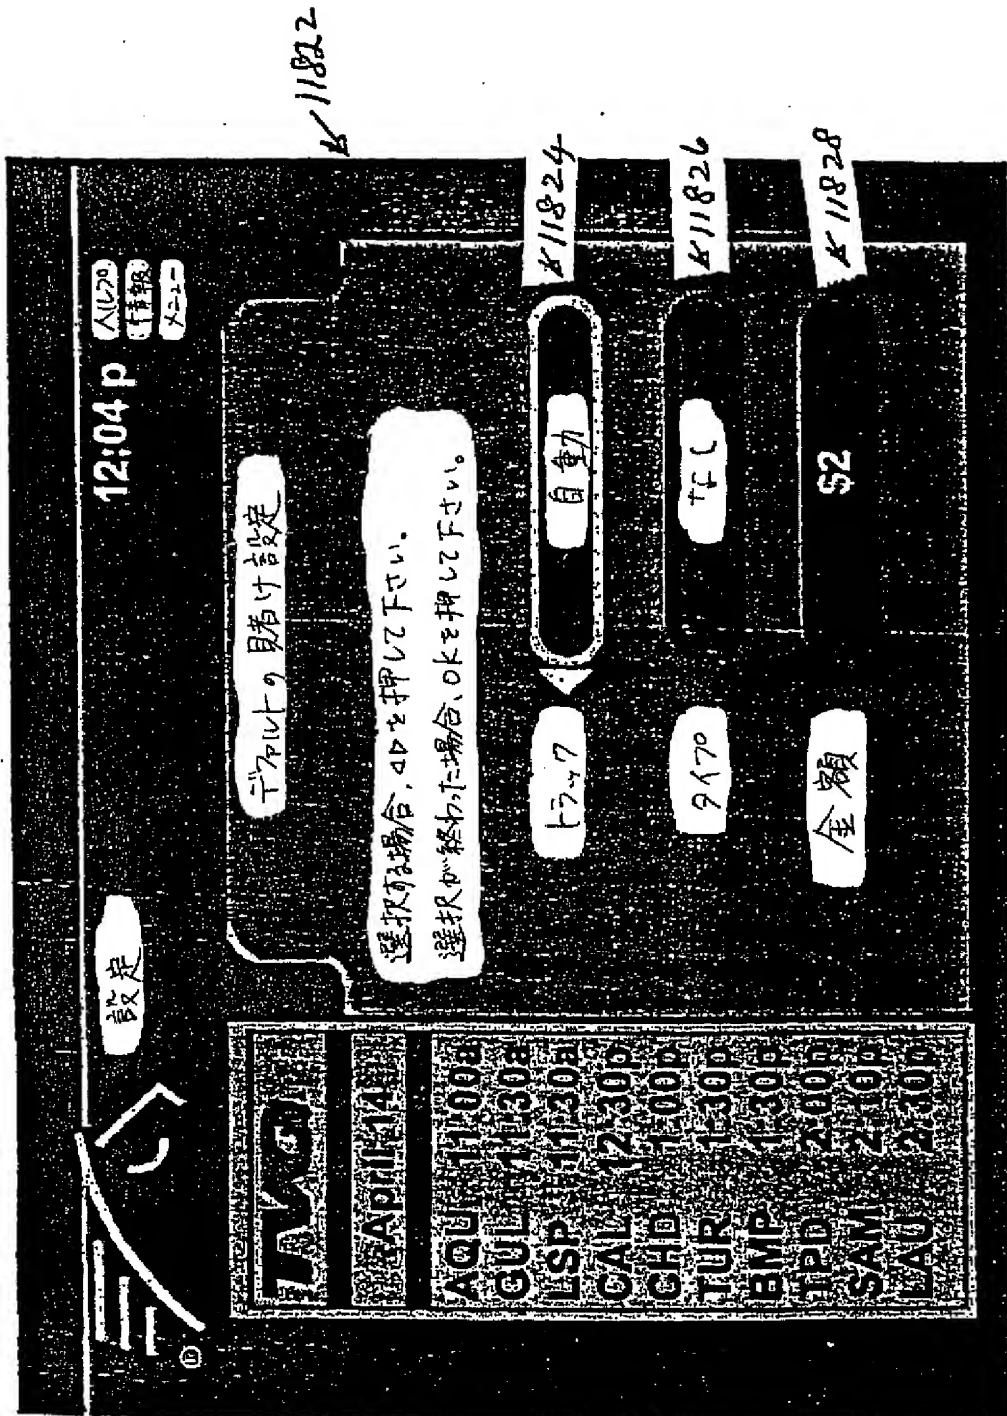 設定
12:04 p
ヘルプ
情報
メニュー
11822
デフォルトの賭け設定
選択する場合、◁▷を押して下さい。
選択が終わった場合、OKを押して下さい。
トラック
自動
11824
タイプ
なし
11826
金額
$2
11828
TVG
April 14
AQU 11:00a
GUL 11:30a
LSP 11:30a
CAL 12:30p
CHD 1:00p
TUR 1:30p
BMP 1:30p
TPD 2:00p
SAM 2:10p
LAU 2:30p